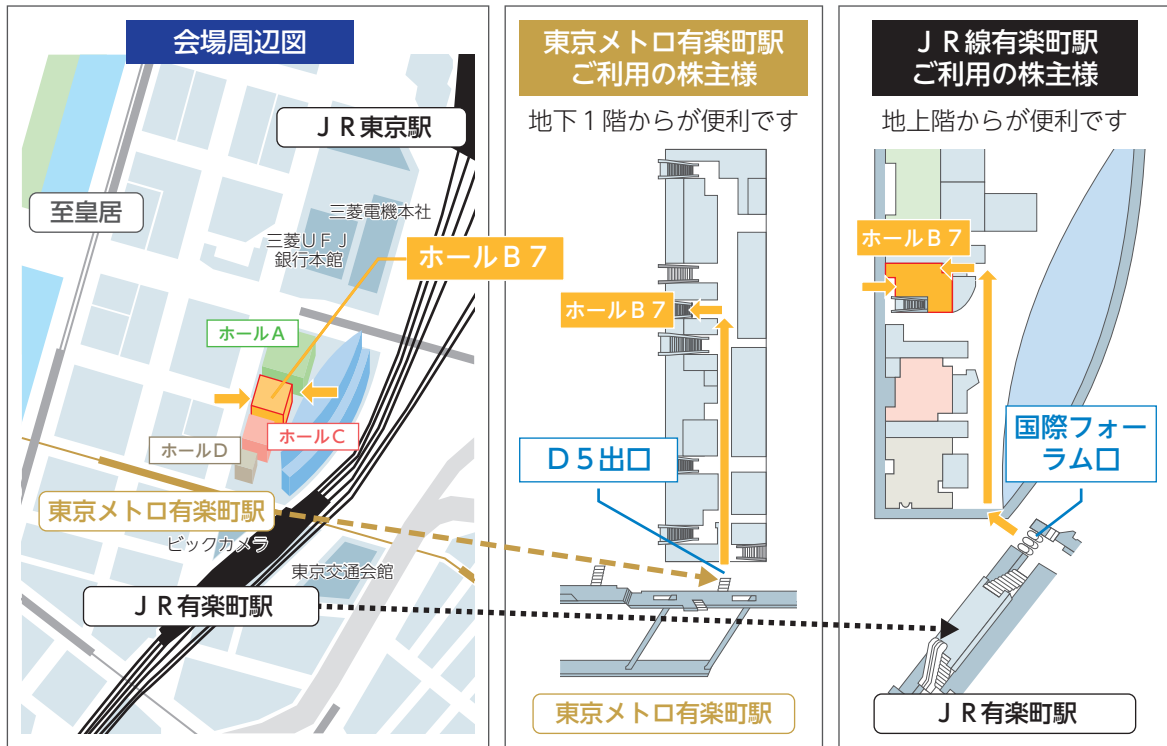 会場周辺図
ＪＲ東京駅
至皇居
三菱電機本社
三菱ＵＦＪ
銀行本館
ホールＢ７
ホールＡ
ホールＣ
ホールＤ
東京メトロ有楽町駅
ビックカメラ
東京交通会館
ＪＲ有楽町駅
東京メトロ有楽町駅
ご利用の株主様
地下１階からが便利です
ホールＢ７
Ｄ５出口
東京メトロ有楽町駅
ＪＲ線有楽町駅
ご利用の株主様
地上階からが便利です
ホールＢ７
国際フォー
ラム口
ＪＲ有楽町駅